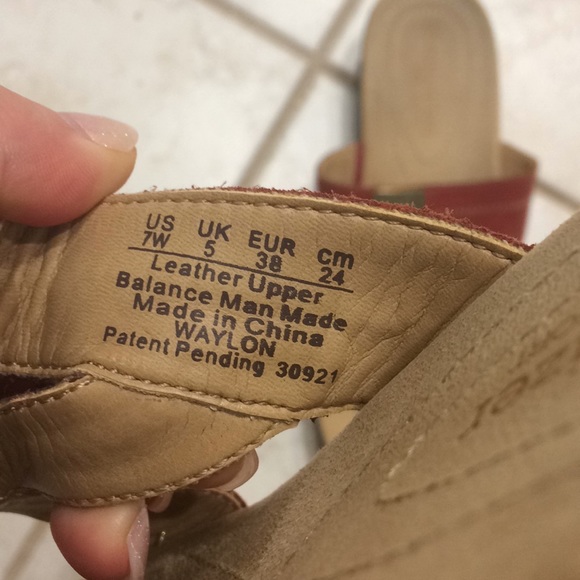 US UK EUR cm
7W 5 38 24
Leather Upper
Balance Man Made
Made in China
WAYLON
Patent Pending 30921